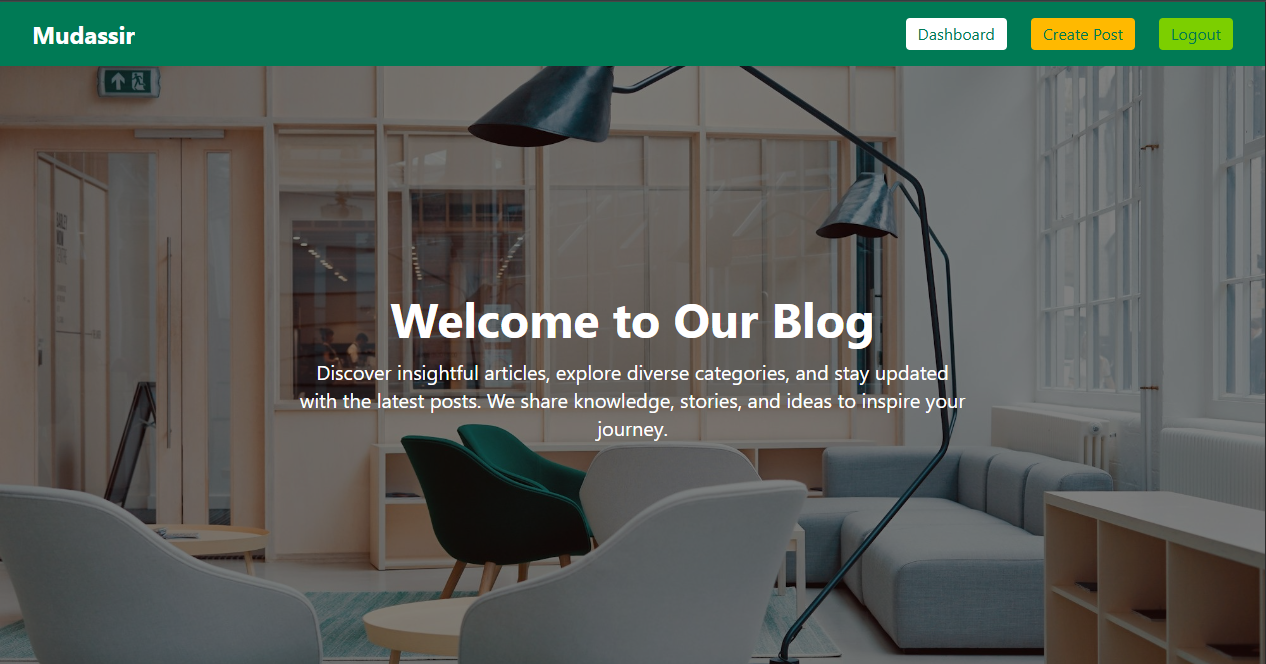 Mudassir
Dashboard
Create Post
Logout
Welcome to Our Blog
Discover insightful articles, explore diverse categories, and stay updated
with the latest posts. We share knowledge, stories, and ideas to inspire your
journey.